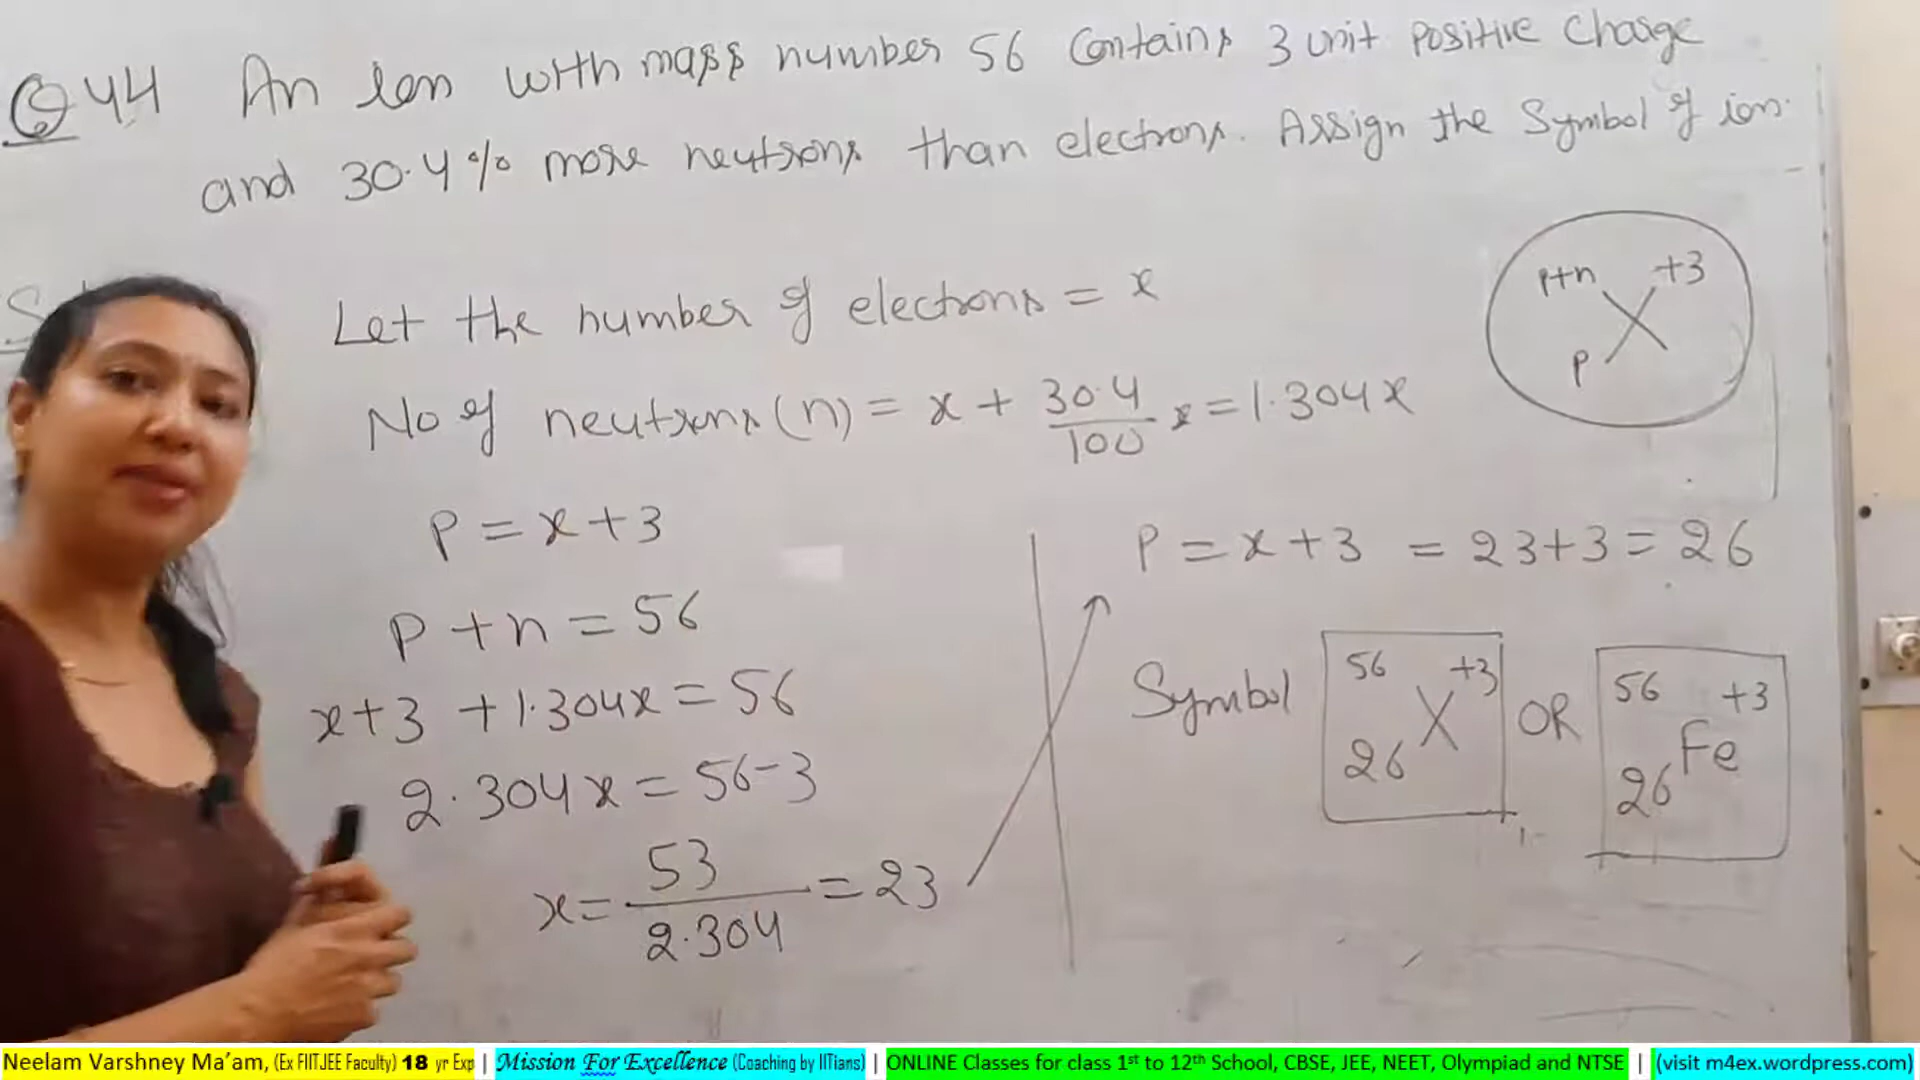 Q44 An ion with mass number 56 contains 3 unit positive charge
and 30.4% more neutrons than electrons. Assign the Symbol of ion.
Let the number of electrons = x
p+n +3
X
p
No of neutrons (n) = x + 30.4/100 x = 1.304x
P = x+3
P = x+3 = 23+3 = 26
P + n = 56
x+3 + 1.304x = 56
Symbol 56 26 X +3 OR 56 26 Fe +3
2.304x = 56-3
x = 53/2.304 = 23
Neelam Varshney Ma'am, (Ex FIITJEE Faculty) 18 yr Exp | Mission For Excellence (Coaching by IITians) | ONLINE Classes for class 1st to 12th School, CBSE, JEE, NEET, Olympiad and NTSE | (visit m4ex.wordpress.com)